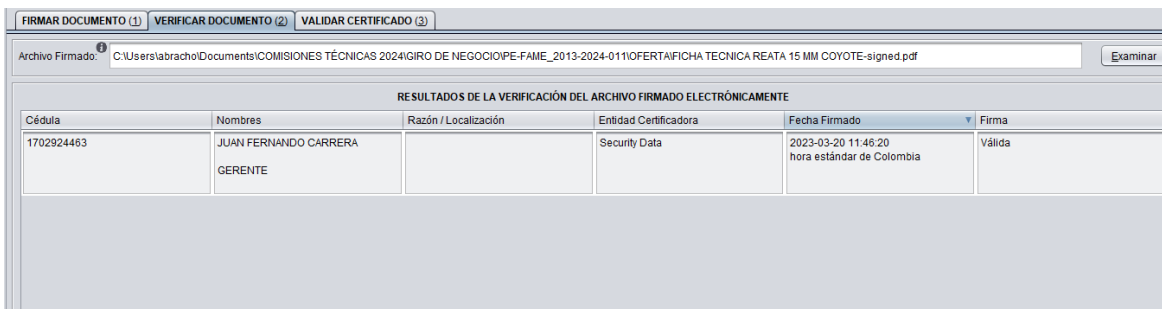 FIRMAR DOCUMENTO (1) VERIFICAR DOCUMENTO (2) VALIDAR CERTIFICADO (3)
Archivo Firmado: C:\Users\abracho\Documents\COMISIONES TÉCNICAS 2024\GIRO DE NEGOCIO\PE-FAME_2013-2024-011\OFERTA\FICHA TECNICA REATA 15 MM COYOTE-signed.pdf Examinar
RESULTADOS DE LA VERIFICACIÓN DEL ARCHIVO FIRMADO ELECTRÓNICAMENTE
Cédula Nombres Razón / Localización Entidad Certificadora Fecha Firmado Firma
1702924463 JUAN FERNANDO CARRERA Security Data 2023-03-20 11:46:20 Válida
hora estándar de Colombia
GERENTE